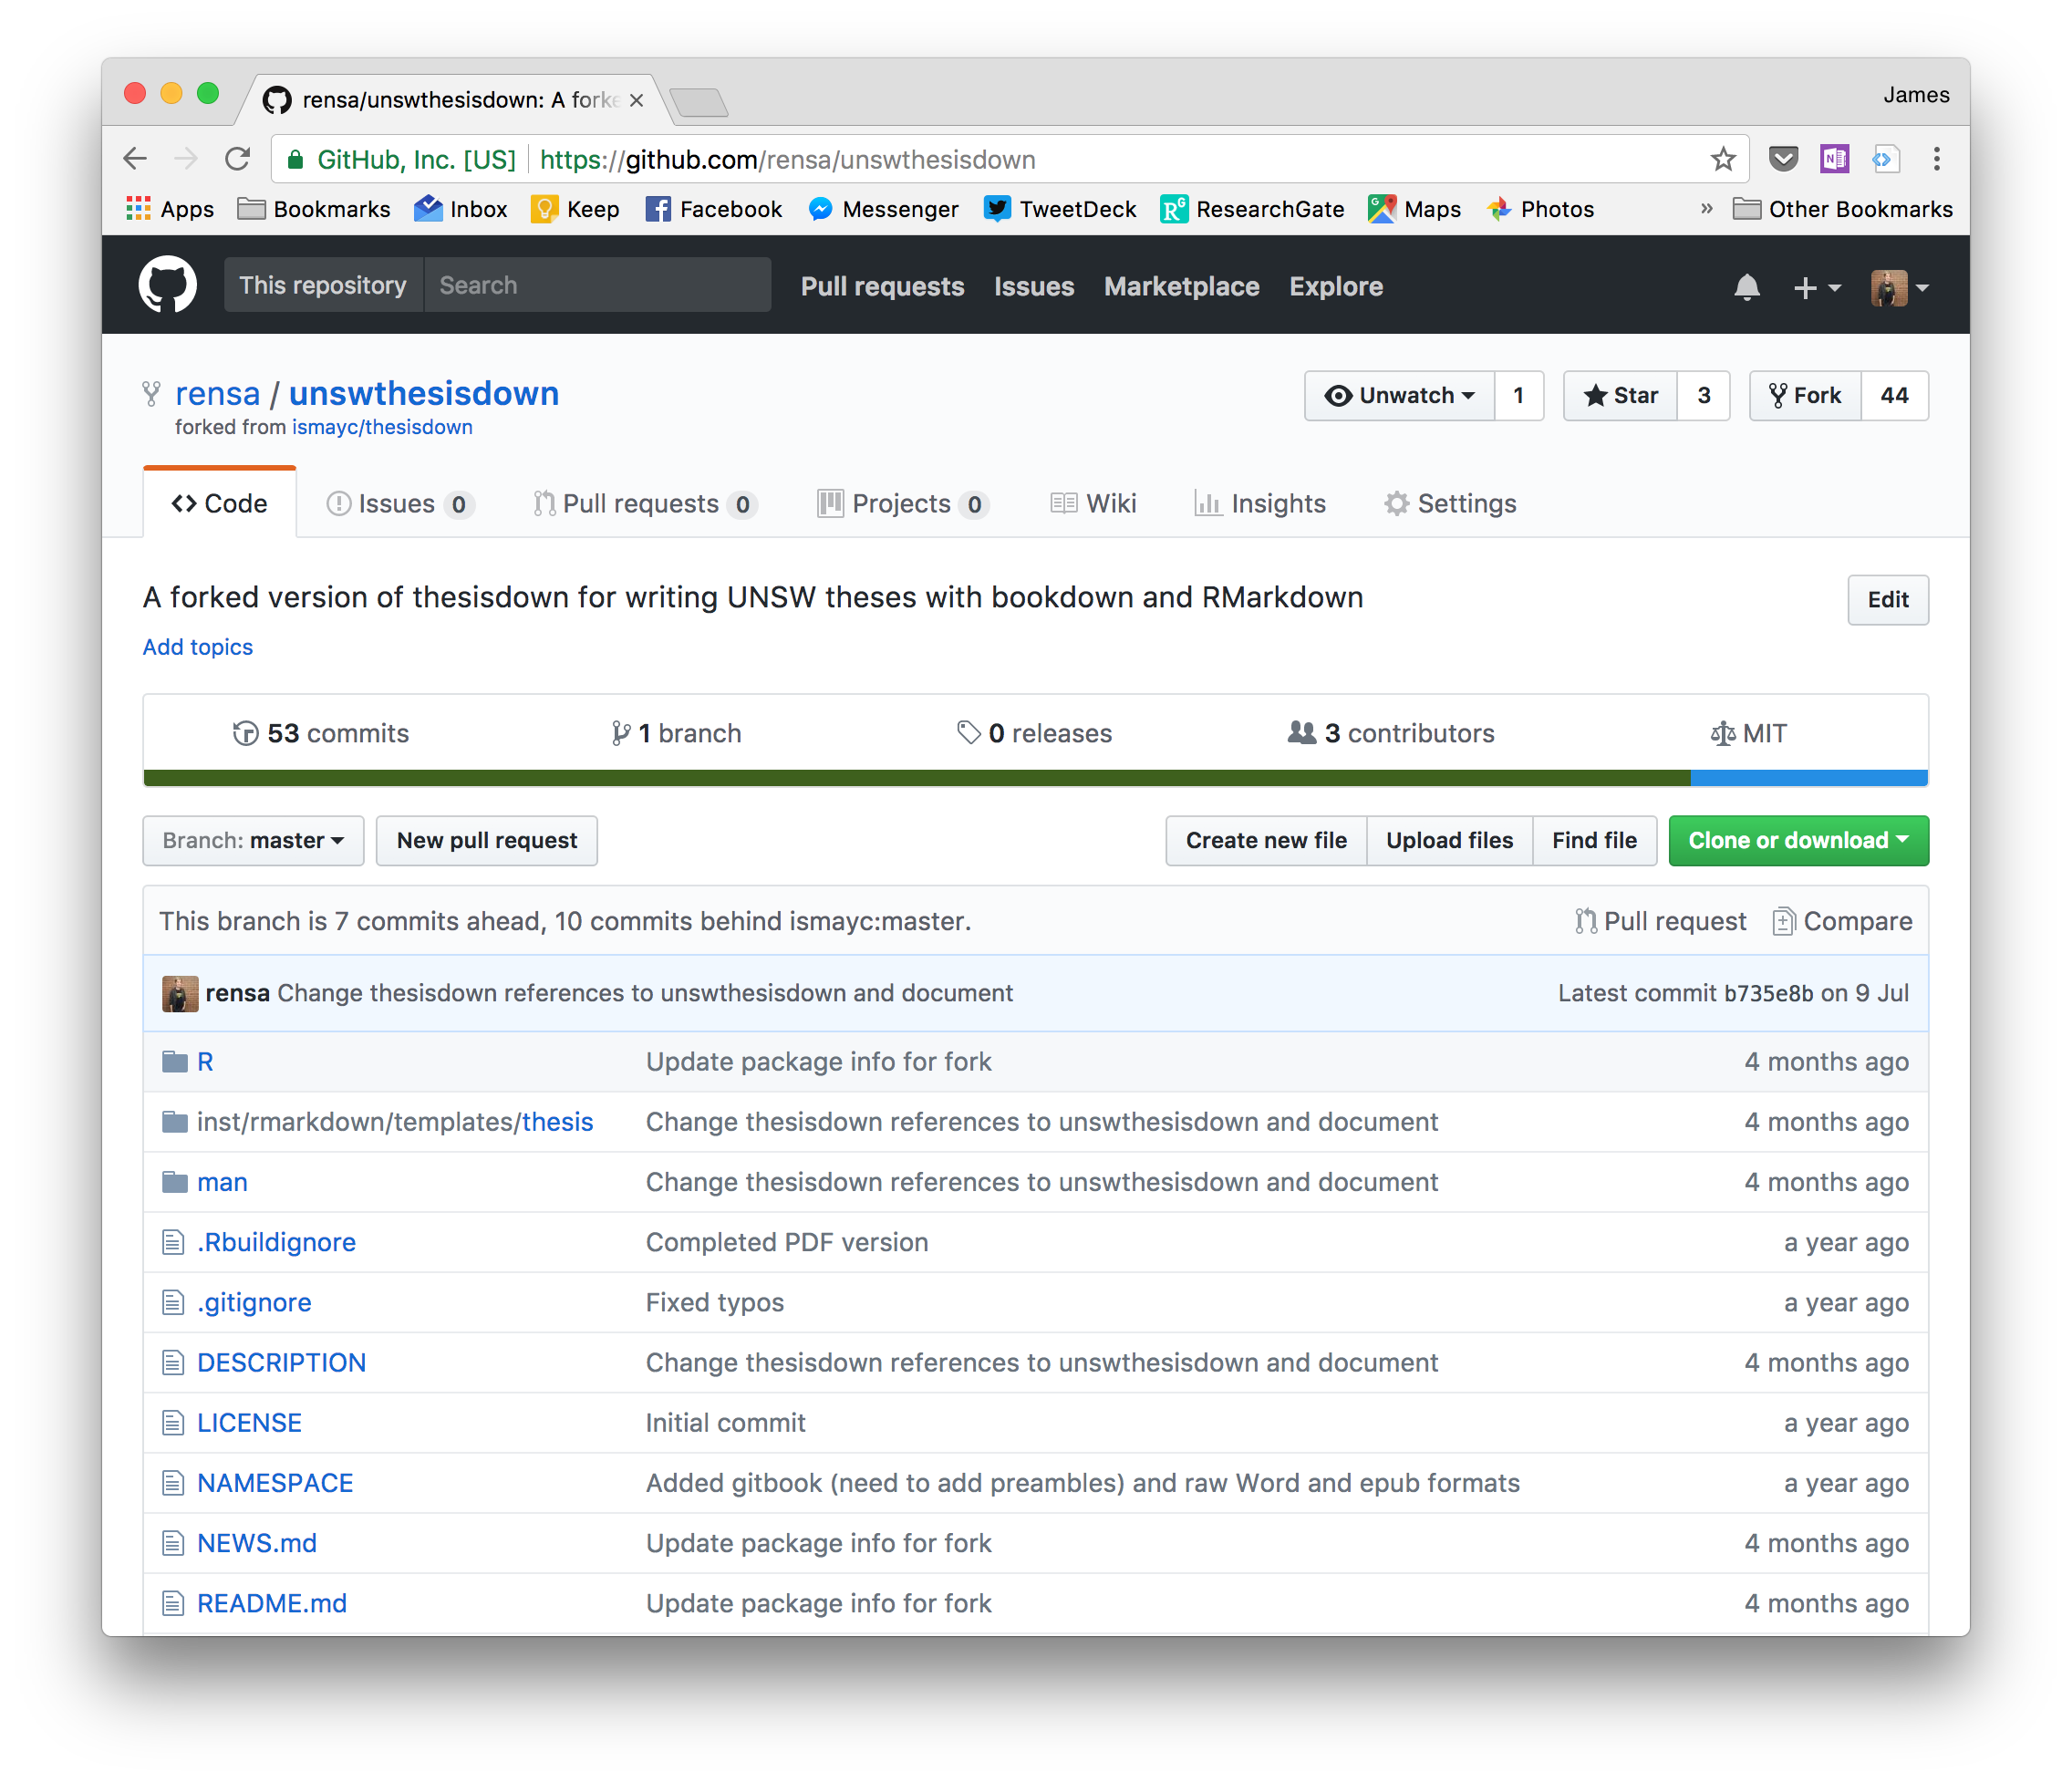 rensa/unswthesisdown: A forke
James
GitHub, Inc. [US] https://github.com/rensa/unswthesisdown
Apps Bookmarks Inbox Keep Facebook Messenger TweetDeck ResearchGate Maps Photos » Other Bookmarks
This repository Search Pull requests Issues Marketplace Explore
rensa / unswthesisdown
Unwatch 1 Star 3 Fork 44
forked from ismayc/thesisdown
Code Issues 0 Pull requests 0 Projects 0 Wiki Insights Settings
A forked version of thesisdown for writing UNSW theses with bookdown and RMarkdown
Edit
Add topics
53 commits 1 branch 0 releases 3 contributors MIT
Branch: master New pull request Create new file Upload files Find file Clone or download
This branch is 7 commits ahead, 10 commits behind ismayc:master. Pull request Compare
rensa Change thesisdown references to unswthesisdown and document Latest commit b735e8b on 9 Jul
R Update package info for fork 4 months ago
inst/rmarkdown/templates/thesis Change thesisdown references to unswthesisdown and document 4 months ago
man Change thesisdown references to unswthesisdown and document 4 months ago
.Rbuildignore Completed PDF version a year ago
.gitignore Fixed typos a year ago
DESCRIPTION Change thesisdown references to unswthesisdown and document 4 months ago
LICENSE Initial commit a year ago
NAMESPACE Added gitbook (need to add preambles) and raw Word and epub formats a year ago
NEWS.md Update package info for fork 4 months ago
README.md Update package info for fork 4 months ago